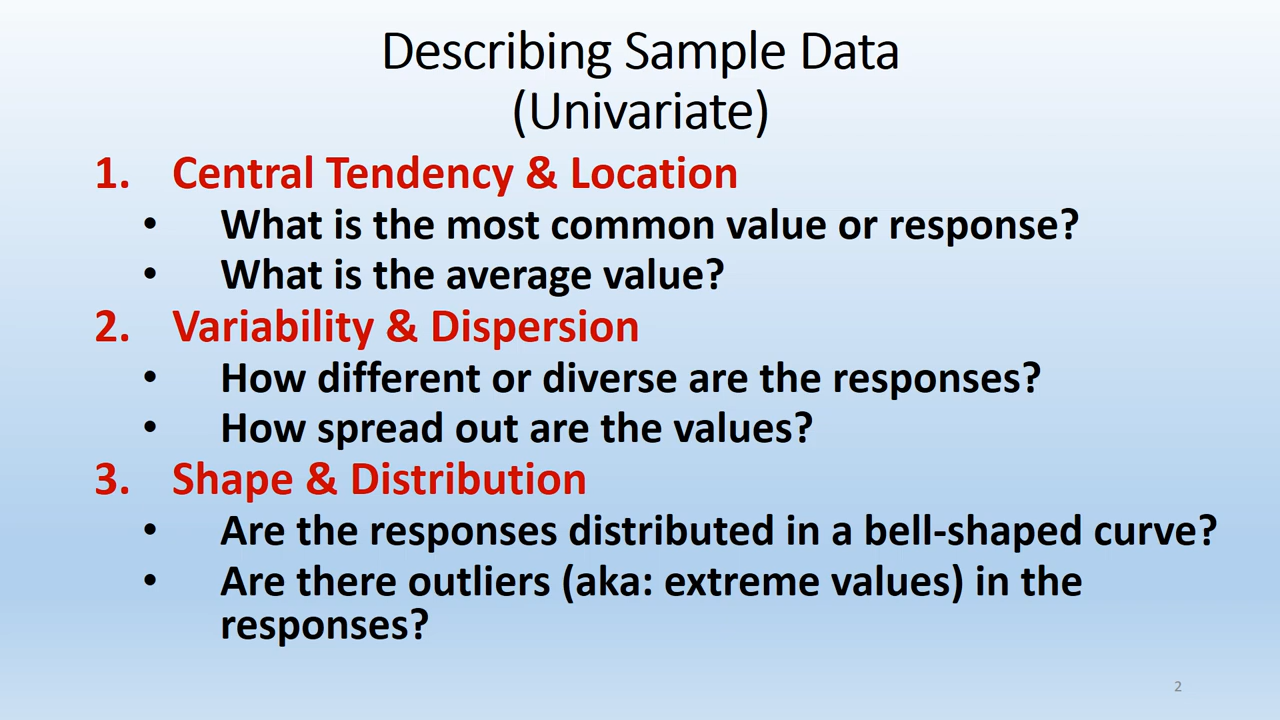 Describing Sample Data
(Univariate)
1. Central Tendency & Location
• What is the most common value or response?
• What is the average value?
2. Variability & Dispersion
• How different or diverse are the responses?
• How spread out are the values?
3. Shape & Distribution
• Are the responses distributed in a bell-shaped curve?
• Are there outliers (aka: extreme values) in the
responses?
2